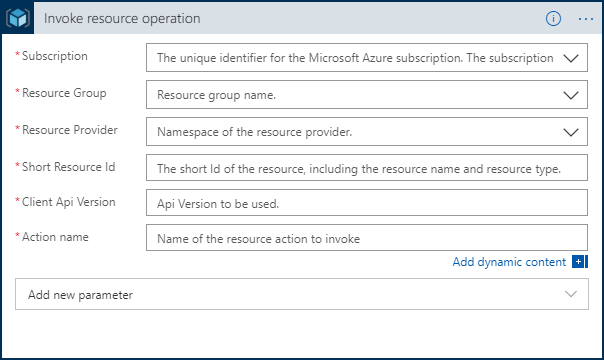 Invoke resource operation
* Subscription The unique identifier for the Microsoft Azure subscription. The subscription
* Resource Group Resource group name.
* Resource Provider Namespace of the resource provider.
* Short Resource Id The short Id of the resource, including the resource name and resource type.
* Client Api Version Api Version to be used.
* Action name Name of the resource action to invoke
Add dynamic content
Add new parameter